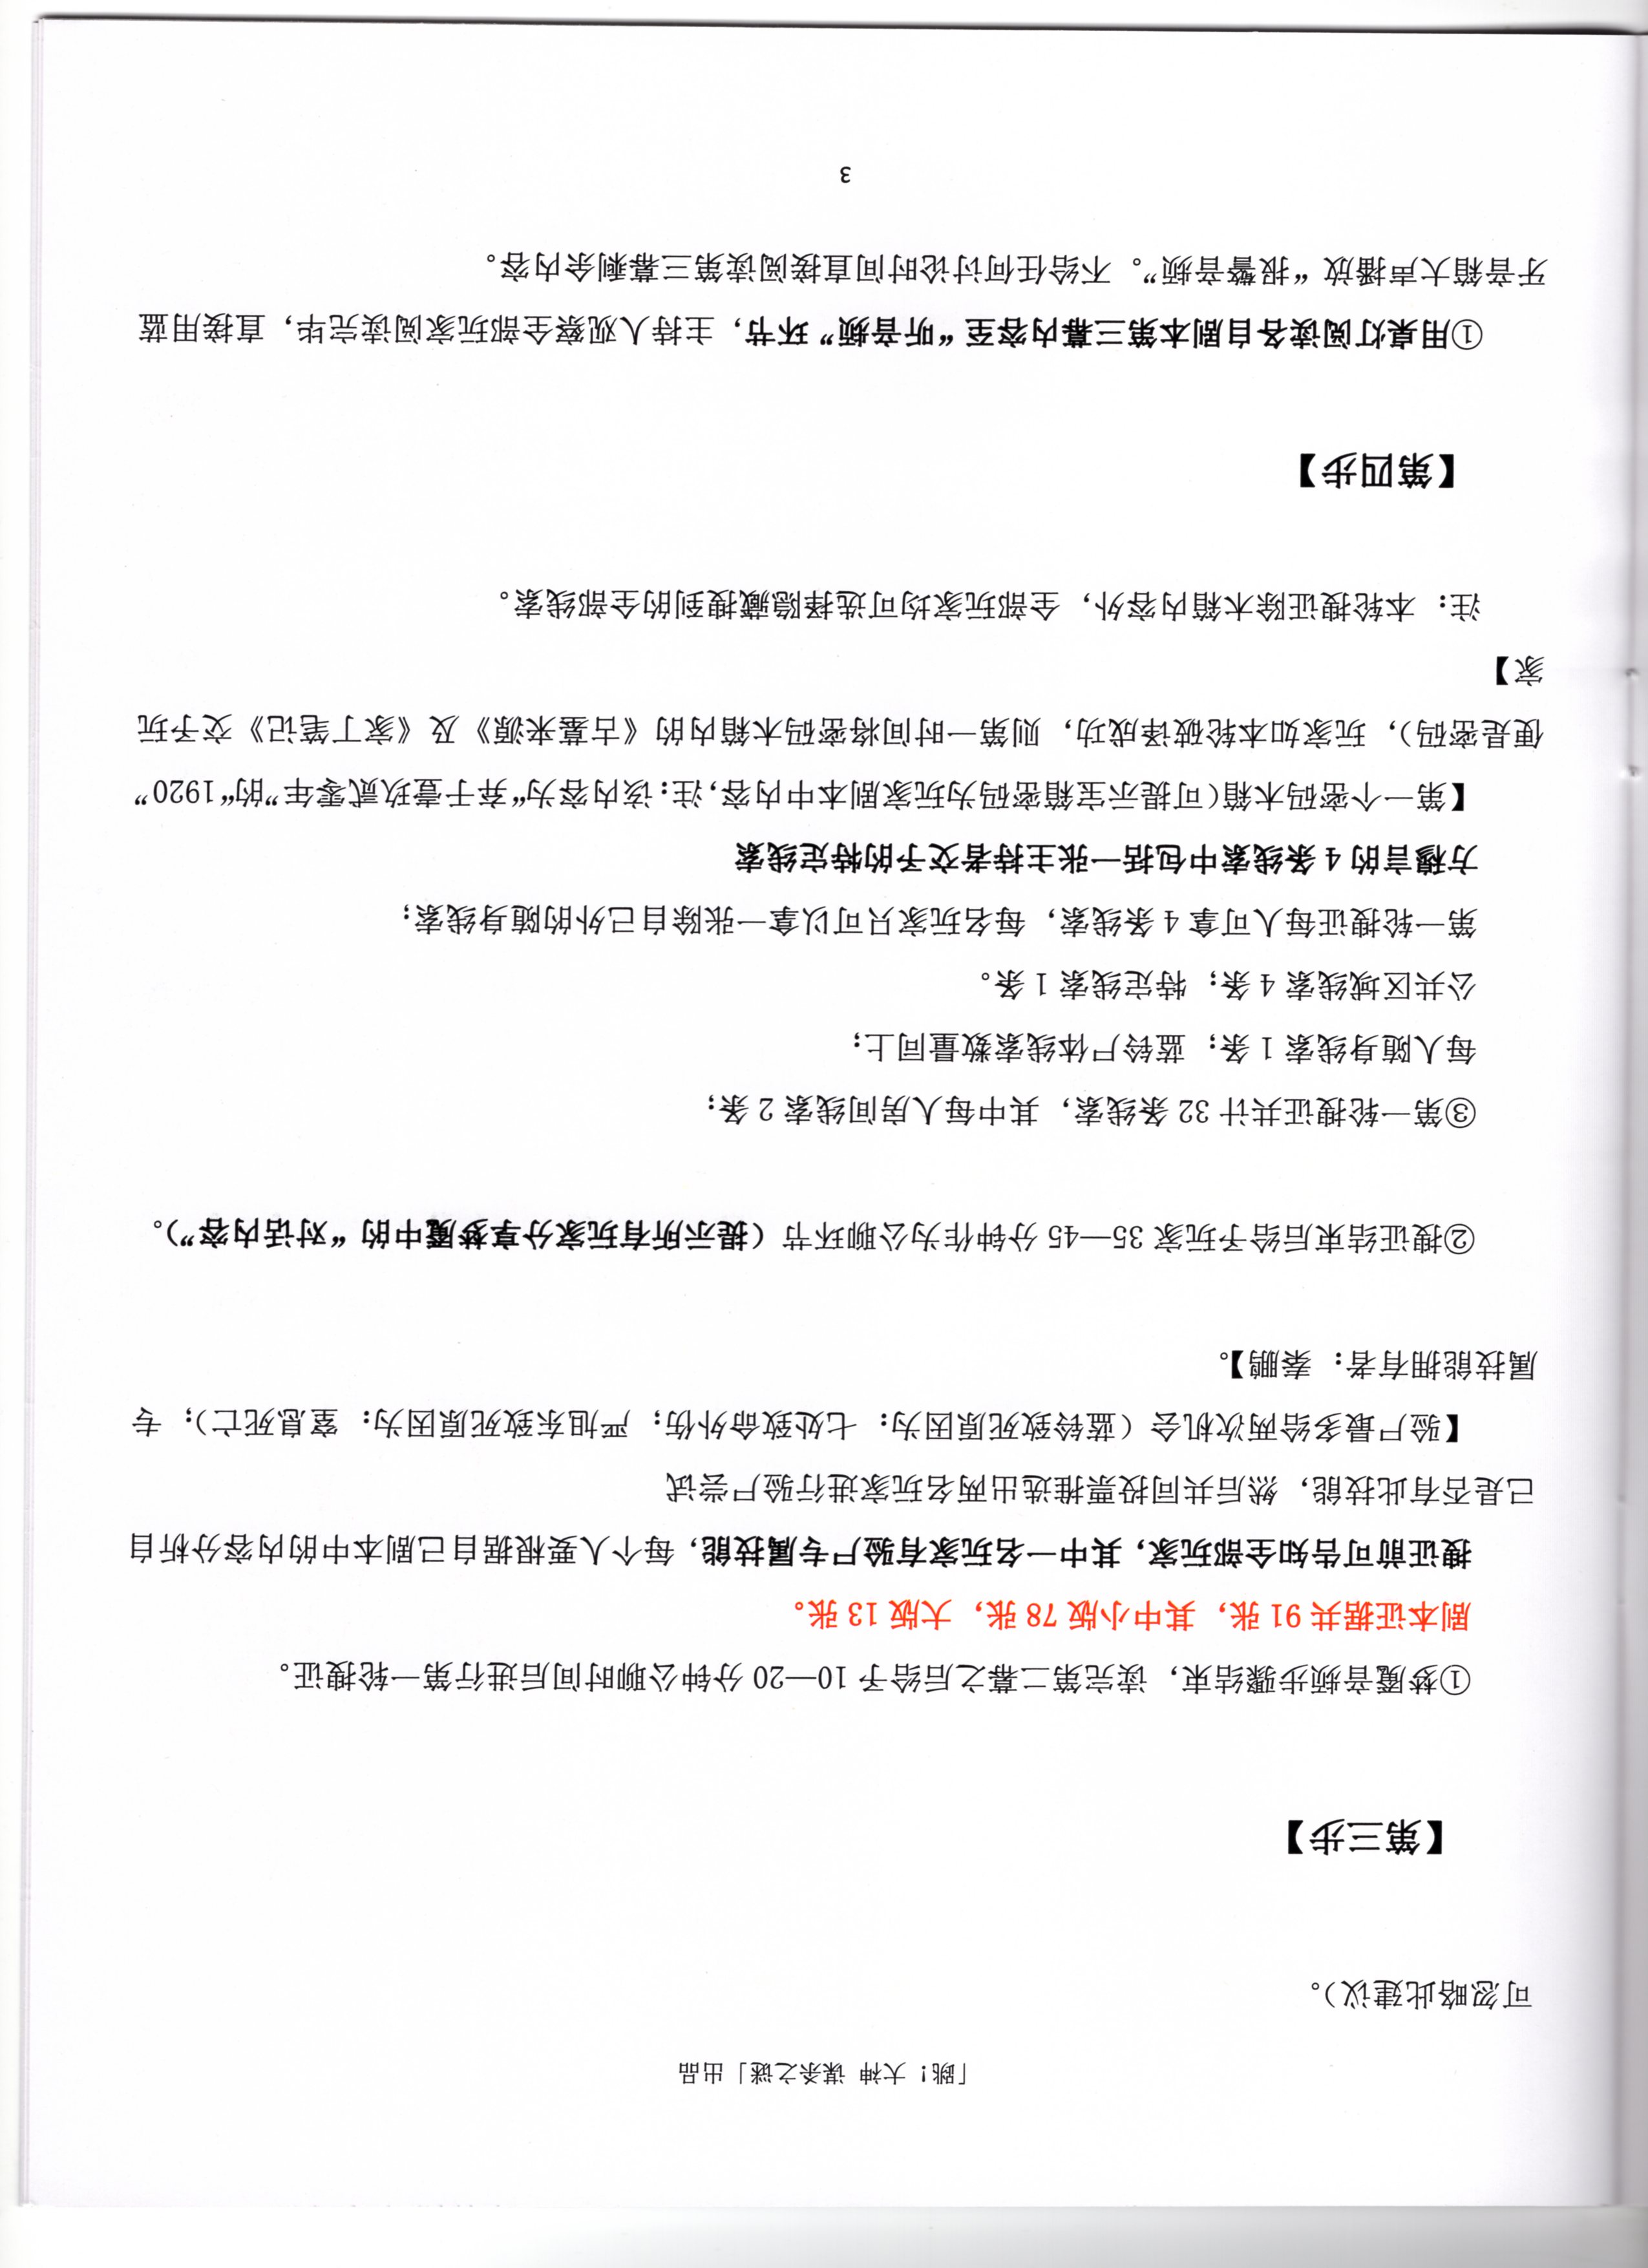 「跳！大神 谋杀之谜」出品
可忽略此建议）。
【第三步】
①梦魇音频步骤结束，读完第二幕之后给予 10—20 分钟公聊时间后进行第一轮搜证。
剧本证据共 91 张，其中小版 78 张，大版 13 张。
搜证前可告知全部玩家，其中一名玩家有验尸专属技能，每个人要根据自己剧本中的内容分析自
己是否有此技能，然后共同投票推选出两名玩家进行验尸尝试
【验尸最多给两次机会（蓝铃致死原因为：七处致命外伤；严旭东致死原因为：窒息死亡）；专
属技能拥有者：秦鹏】。
②搜证结束后给予玩家 35—45 分钟作为公聊环节（提示所有玩家分享梦魇中的“对话内容”）。
③第一轮搜证共计 32 条线索，其中每人房间线索 2 条；
每人随身线索 1 条；蓝铃尸体线索数量同上；
公共区域线索 4 条；特定线索 1 条。
第一轮搜证每人可拿 4 条线索，每名玩家只可以拿一张除自己外的随身线索；
方穆言的 4 条线索中包括一张主持者交予的特定线索
【第一个密码木箱（可提示宝箱密码为玩家剧本中内容，注：该内容为“弃于壹玖贰零年”的“1920”
便是密码），玩家如本轮破译成功，则第一时间将密码木箱内的《古墓来源》及《家丁笔记》交予玩
家】
注：本轮搜证除木箱内容外，全部玩家均可选择隐藏搜到的全部线索。
【第四步】
①用桌灯阅读各自剧本第三幕内容至“听音频”环节，主持人观察全部玩家阅读完毕，直接用蓝
牙音箱大声播放“报警音频”。不给任何讨论时间直接阅读第三幕剩余内容。
3